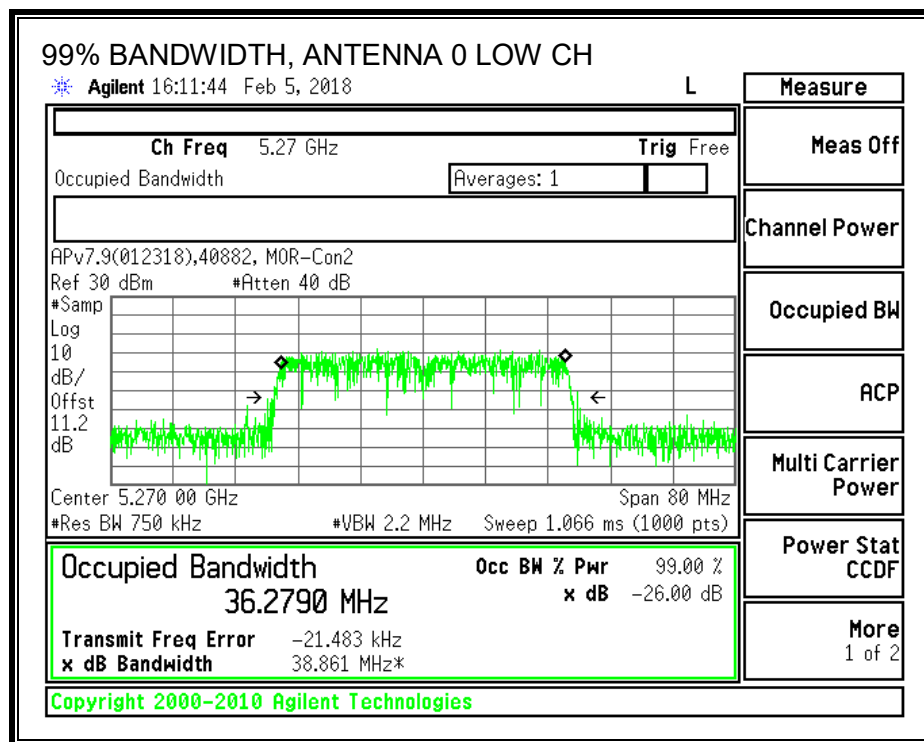 99% BANDWIDTH, ANTENNA 0 LOW CH
Agilent 16:11:44 Feb 5, 2018 L
Measure
Ch Freq 5.27 GHz Trig Free
Occupied Bandwidth Averages: 1
Meas Off
Channel Power
Occupied BW
ACP
Multi Carrier
Power
Power Stat
CCDF
More
1 of 2
APv7.9(012318),40882, MOR-Con2
Ref 30 dBm #Atten 40 dB
#Samp
Log
10
dB/
Offst
11.2
dB
Center 5.270 00 GHz Span 80 MHz
#Res BW 750 kHz #VBW 2.2 MHz Sweep 1.066 ms (1000 pts)
Occupied Bandwidth Occ BW % Pwr 99.00 %
36.2790 MHz x dB -26.00 dB
Transmit Freq Error -21.483 kHz
x dB Bandwidth 38.861 MHz*
Copyright 2000-2010 Agilent Technologies